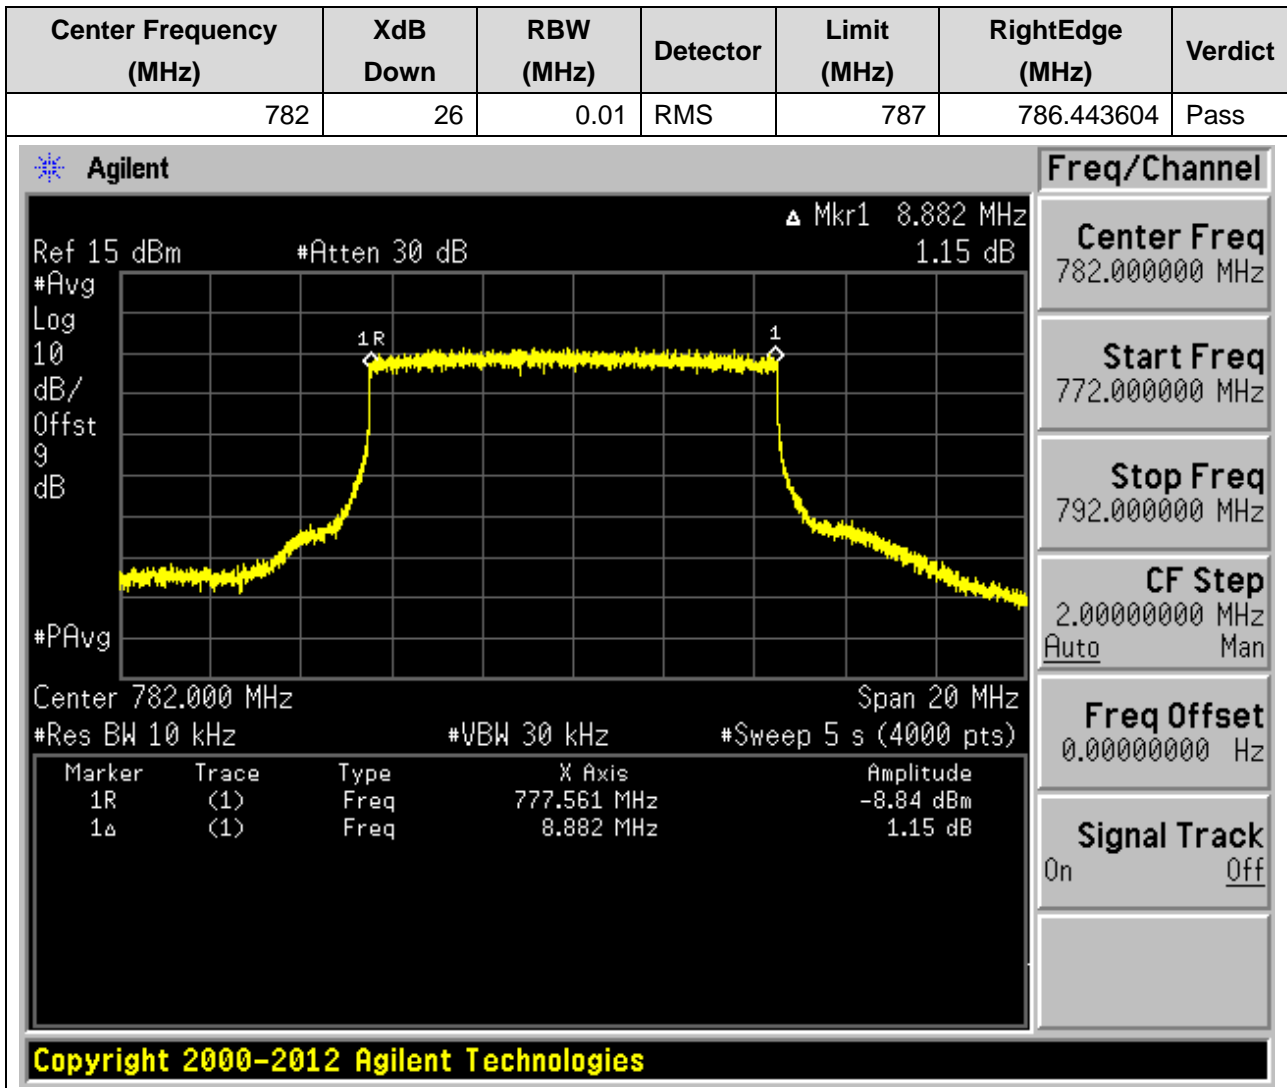 Center Frequency (MHz) XdB Down RBW (MHz) Detector Limit (MHz) RightEdge (MHz) Verdict
782 26 0.01 RMS 787 786.443604 Pass
Agilent
Freq/Channel
Δ Mkr1 8.882 MHz
Ref 15 dBm #Atten 30 dB 1.15 dB
#Avg
Log
10
dB/
Offst
9
dB
1R
1
#PAvg
Center 782.000 MHz Span 20 MHz
#Res BW 10 kHz #VBW 30 kHz #Sweep 5 s (4000 pts)
Marker Trace Type X Axis Amplitude
1R (1) Freq 777.561 MHz -8.84 dBm
1Δ (1) Freq 8.882 MHz 1.15 dB
Center Freq
782.000000 MHz
Start Freq
772.000000 MHz
Stop Freq
792.000000 MHz
CF Step
2.00000000 MHz
Auto Man
Freq Offset
0.00000000 Hz
Signal Track
On Off
Copyright 2000-2012 Agilent Technologies